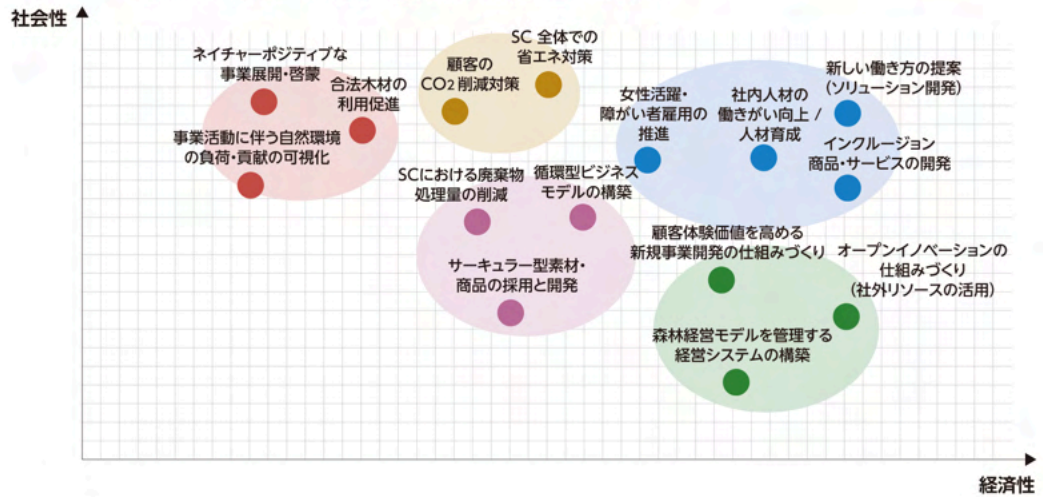 社会性
ネイチャーポジティブな
事業展開・啓蒙
合法木材の
利用促進
事業活動に伴う自然環境
の負荷・貢献の可視化
顧客の
CO2 削減対策
SC 全体での
省エネ対策
女性活躍・
障がい者雇用の
推進
社内人材の
働きがい向上 /
人材育成
新しい働き方の提案
(ソリューション開発)
インクルージョン
商品・サービスの開発
SCにおける廃棄物
処理量の削減
循環型ビジネス
モデルの構築
サーキュラー型素材・
商品の採用と開発
顧客体験価値を高める
新規事業開発の仕組みづくり
オープンイノベーションの
仕組みづくり
(社外リソースの活用)
森林経営モデルを管理する
経営システムの構築
経済性